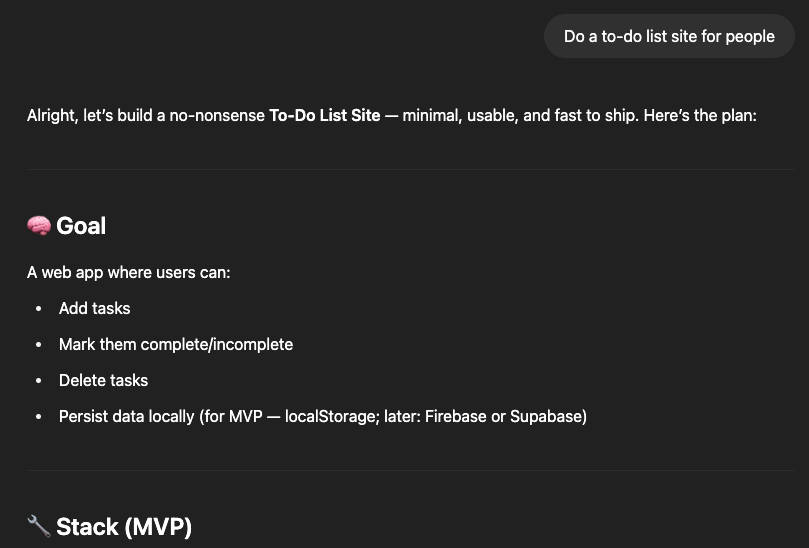 Do a to-do list site for people
Alright, let’s build a no-nonsense To-Do List Site — minimal, usable, and fast to ship. Here’s the plan:
🧠 Goal
A web app where users can:
• Add tasks
• Mark them complete/incomplete
• Delete tasks
• Persist data locally (for MVP — localStorage; later: Firebase or Supabase)
🔧 Stack (MVP)